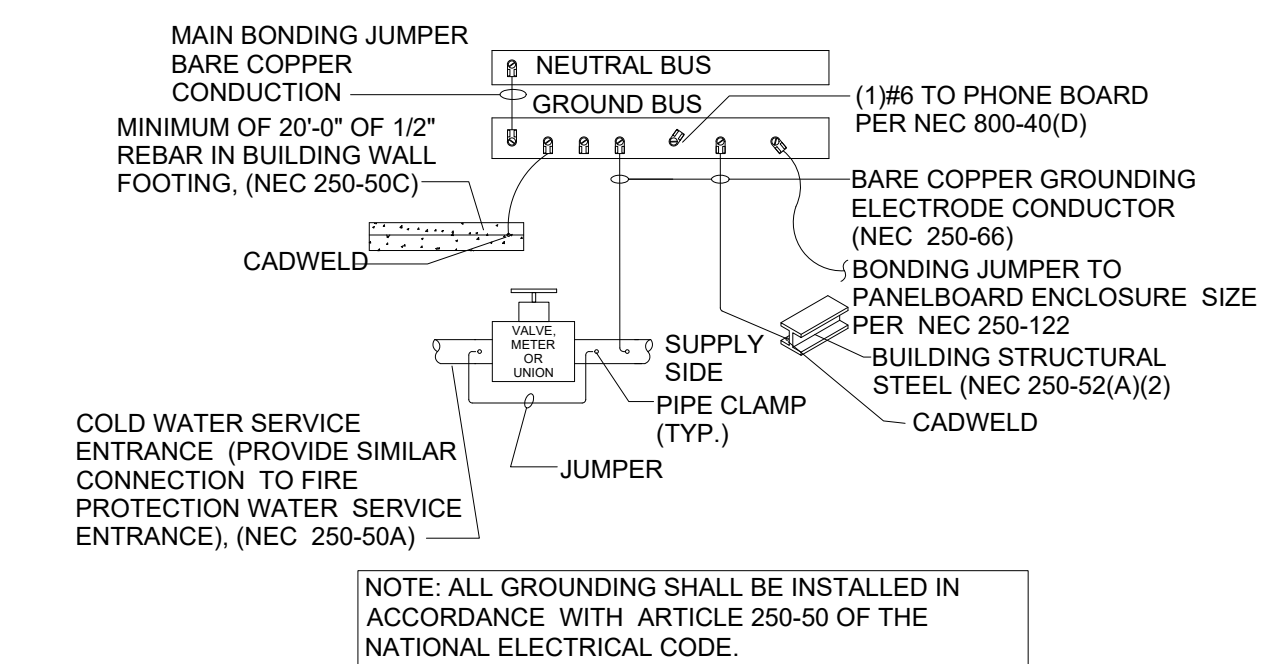 MAIN BONDING JUMPER
BARE COPPER
CONDUCTION
NEUTRAL BUS
GROUND BUS
(1)#6 TO PHONE BOARD
PER NEC 800-40(D)
MINIMUM OF 20'-0" OF 1/2"
REBAR IN BUILDING WALL
FOOTING, (NEC 250-50C)
BARE COPPER GROUNDING
ELECTRODE CONDUCTOR
(NEC 250-66)
CADWELD
BONDING JUMPER TO
PANELBOARD ENCLOSURE SIZE
PER NEC 250-122
VALVE,
METER
OR
UNION
SUPPLY
SIDE
BUILDING STRUCTURAL
STEEL (NEC 250-52(A)(2)
PIPE CLAMP
(TYP.)
CADWELD
COLD WATER SERVICE
ENTRANCE (PROVIDE SIMILAR
CONNECTION TO FIRE
PROTECTION WATER SERVICE
ENTRANCE), (NEC 250-50A)
JUMPER
NOTE: ALL GROUNDING SHALL BE INSTALLED IN
ACCORDANCE WITH ARTICLE 250-50 OF THE
NATIONAL ELECTRICAL CODE.